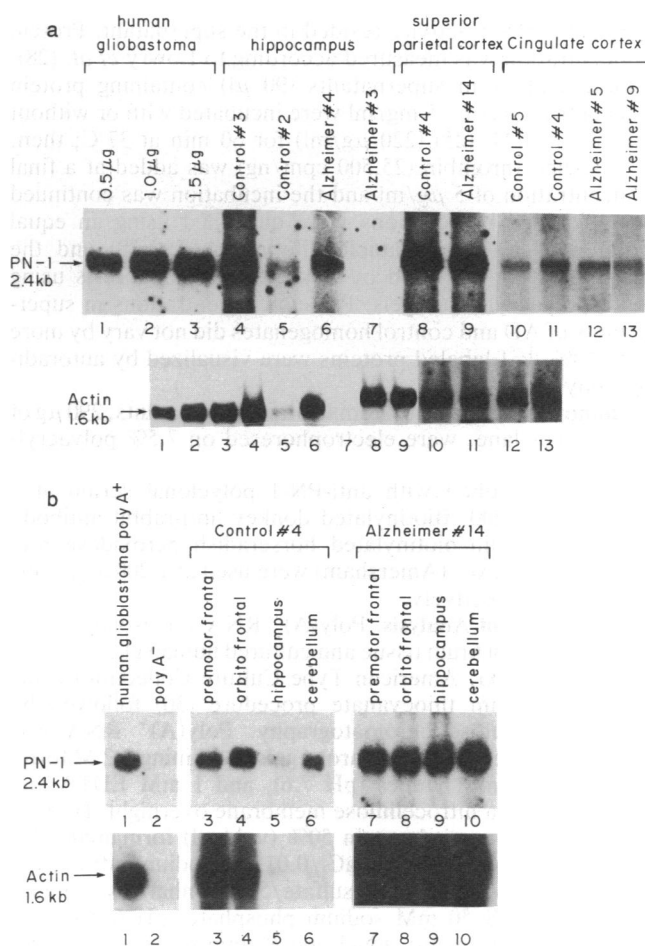 a
human
gliobastoma
hippocampus
superior
parietal cortex
Cingulate cortex
0.5 µg
1.0 µg
1.5 µg
Control #5
Control #2
Alzheimer #4
Alzheimer #3
Control #4
Alzheimer #14
Control #5
Control #4
Alzheimer #5
Alzheimer #9
PN-1
2.4kb
1 2 3 4 5 6 7 8 9 10 11 12 13
Actin
1.6kb
1 2 3 4 5 6 7 8 9 10 11 12 13
b
human glioblastoma poly A+
poly A−
Control #4
premotor frontal
orbito frontal
hippocampus
cerebellum
Alzheimer #14
premotor frontal
orbito frontal
hippocampus
cerebellum
PN-1
2.4 kb
1 2 3 4 5 6 7 8 9 10
Actin
1.6 kb
1 2 3 4 5 6 7 8 9 10